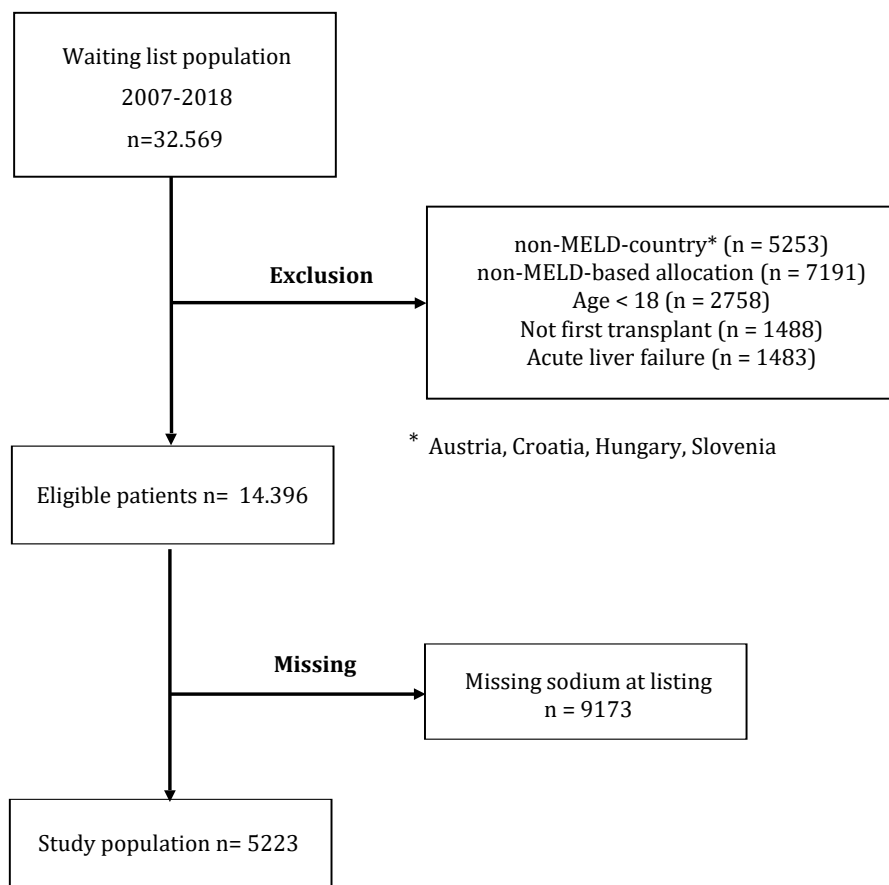 Waiting list population
2007-2018
n=32.569
Exclusion
non-MELD-country* (n = 5253)
non-MELD-based allocation (n = 7191)
Age < 18 (n = 2758)
Not first transplant (n = 1488)
Acute liver failure (n = 1483)
* Austria, Croatia, Hungary, Slovenia
Eligible patients n= 14.396
Missing
Missing sodium at listing
n = 9173
Study population n= 5223